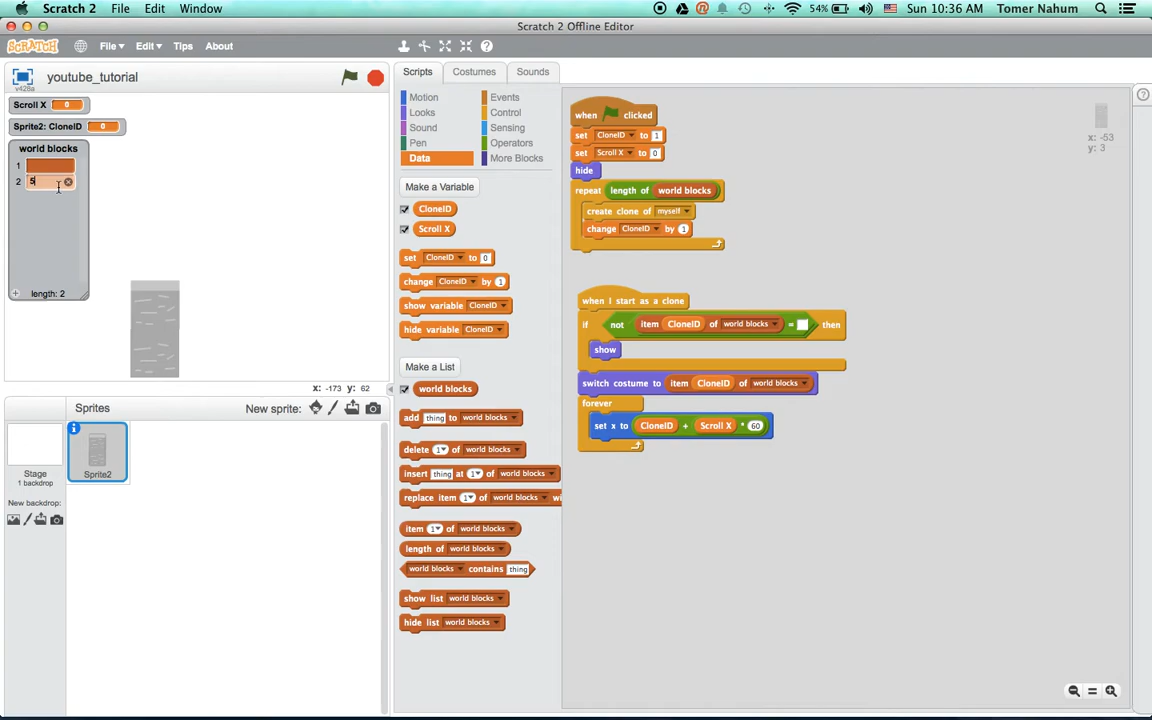 Scratch 2 File Edit Window 54% Sun 10:36 AM Tomer Nahum
Scratch 2 Offline Editor
SCRATCH File Edit Tips About
v428a youtube_tutorial
Scroll X 0
Sprite2: CloneID 0
world blocks
1
2 5
+ length: 2
x: -173 y: 62
Sprites New sprite:
Stage
1 backdrop
New backdrop:
Sprite2
Scripts Costumes Sounds
Motion Events
Looks Control
Sound Sensing
Pen Operators
Data More Blocks
Make a Variable
CloneID
Scroll X
set CloneID to 0
change CloneID by 1
show variable CloneID
hide variable CloneID
Make a List
world blocks
add thing to world blocks
delete 1 of world blocks
insert thing at 1 of world blocks
replace item 1 of world blocks wi
item 1 of world blocks
length of world blocks
world blocks contains thing
show list world blocks
hide list world blocks
when clicked
set CloneID to 1
set Scroll X to 0
hide
repeat length of world blocks
create clone of myself
change CloneID by 1
when I start as a clone
if not item CloneID of world blocks = then
show
switch costume to item CloneID of world blocks
forever
set x to CloneID + Scroll X * 60
x: -53
y: 3